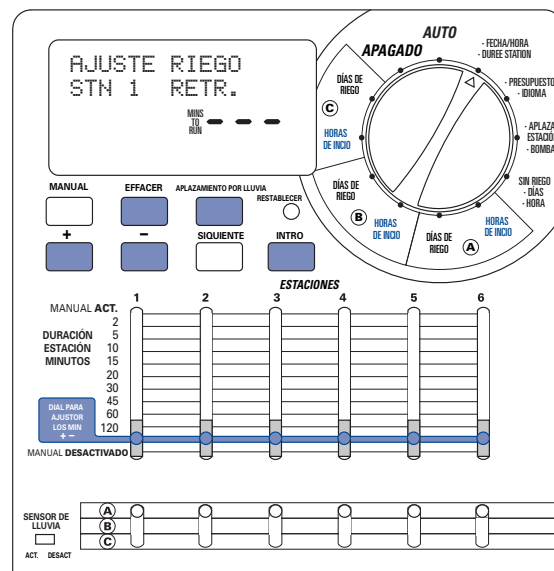 AUTO
APAGADO
- FECHA/HORA
- DUREE STATION
- PRESUPUESTO
- IDIOMA
- APLAZA
ESTACIÓ
- BOMBA
SIN RIEGO
- DÍAS
- HORA
AJUSTE RIEGO
STN 1 RETR.
MINS
TO
RUN
- - -
DÍAS DE
RIEGO
C
HORAS
DE INCIO
DÍAS DE
RIEGO
B
HORAS
DE INCIO
DÍAS DE
RIEGO
A
HORAS
DE INCIO
MANUAL
EFFACER
APLAZAMIENTO POR LLUVIA
RESTABLECER
+
-
SIQUIENTE
INTRO
ESTACIONES
1 2 3 4 5 6
MANUAL ACT.
DURACIÓN
ESTACIÓN
MINUTOS
2
5
10
15
20
30
45
60
120
DIAL PARA
AJUSTOR
LOS MIN
+ -
MANUAL DESACTIVADO
SENSOR DE
LLUVIA
ACT. DESACT
A
B
C